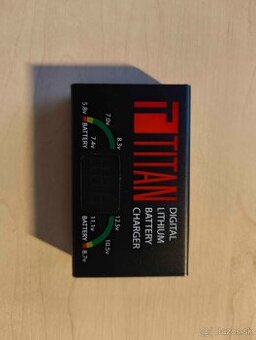 TITAN
DIGITAL
LITHIUM
BATTERY
CHARGER
8.3v
7.0v
7.4v
5.8v
BATTERY
12.5v
10.5v
11.1v
8.7v
BATTERY